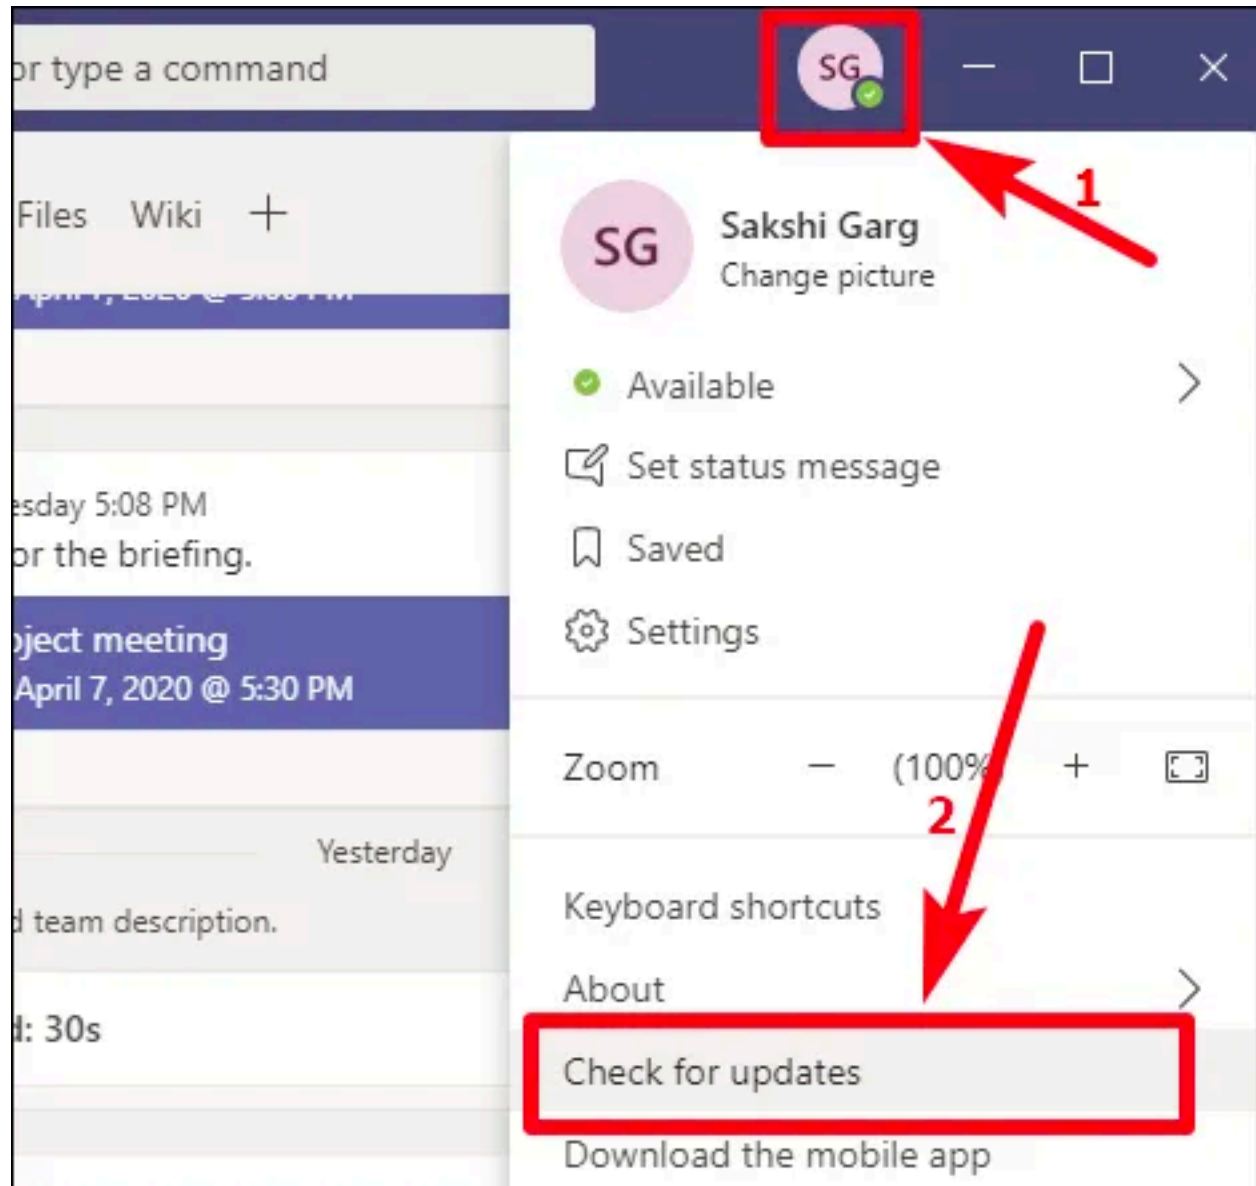 or type a command
SG
1
Files Wiki
SG
Sakshi Garg
Change picture
Available
esday 5:08 PM
or the briefing.
Set status message
Saved
oject meeting
April 7, 2020 @ 5:30 PM
Settings
Zoom
(100%)
2
Yesterday
d team description.
Keyboard shortcuts
About
d: 30s
Check for updates
Download the mobile app